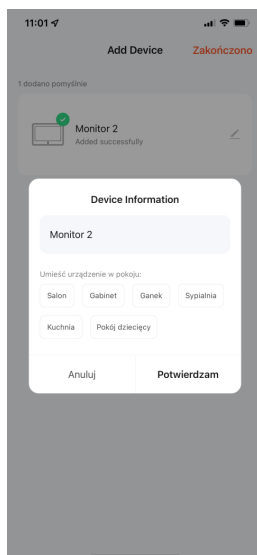 11:01
Add Device
Zakończono
1 dodano pomyślnie
Monitor 2
Added successfully
Device Information
Monitor 2
Umieść urządzenie w pokoju:
Salon Gabinet Ganek Sypialnia
Kuchnia Pokój dziecięcy
Anuluj Potwierdzam